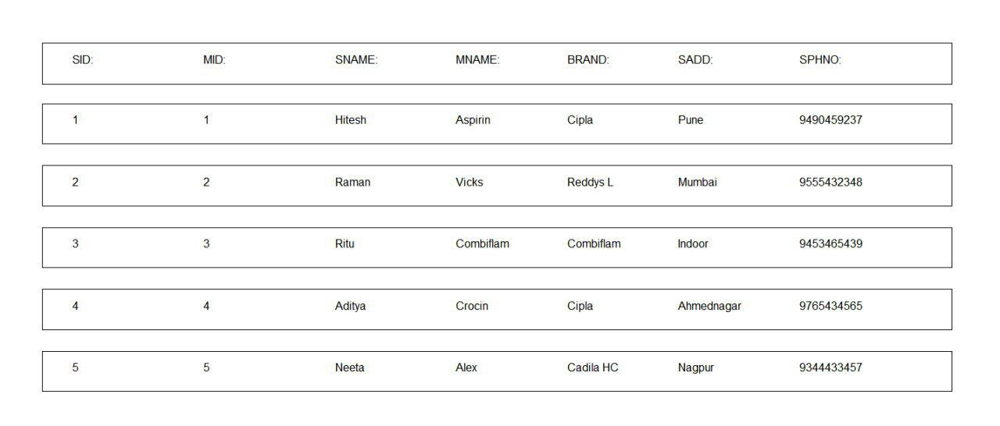 SID: MID: SNAME: MNAME: BRAND: SADD: SPHNO:
1 1 Hitesh Aspirin Cipla Pune 9490459237
2 2 Raman Vicks Reddys L Mumbai 9555432348
3 3 Ritu Combiflam Combiflam Indoor 9453465439
4 4 Aditya Crocin Cipla Ahmednagar 9765434565
5 5 Neeta Alex Cadila HC Nagpur 9344433457